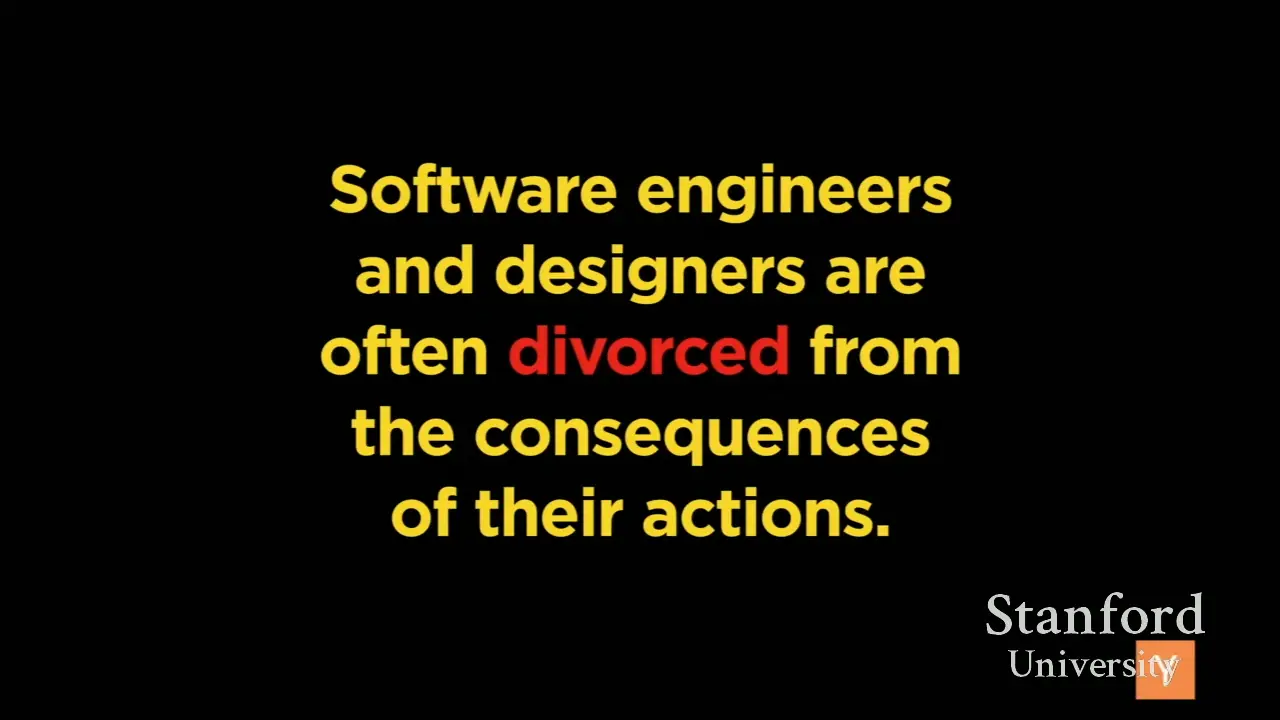 Software engineers
and designers are
often divorced from
the consequences
of their actions.
Stanford
University
Y